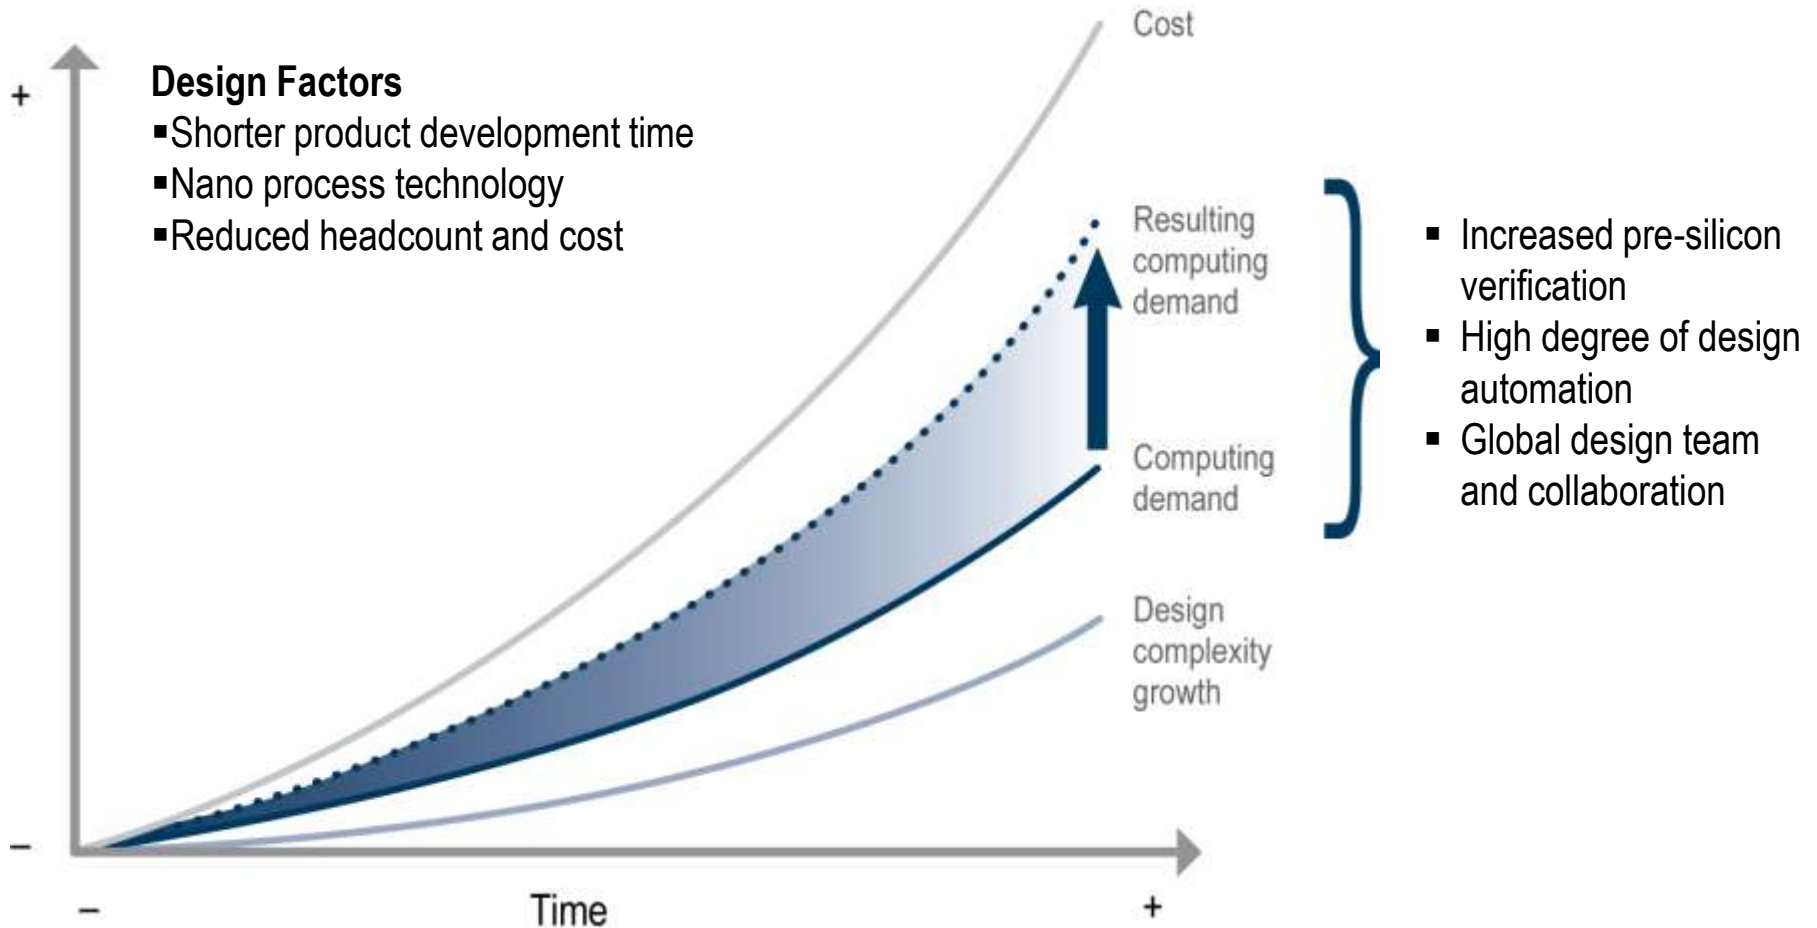 Cost
+
Design Factors
▪Shorter product development time
▪Nano process technology
▪Reduced headcount and cost
Resulting
computing
demand
▪ Increased pre-silicon
verification
▪ High degree of design
automation
▪ Global design team
and collaboration
Computing
demand
Design
complexity
growth
–
–
Time
+